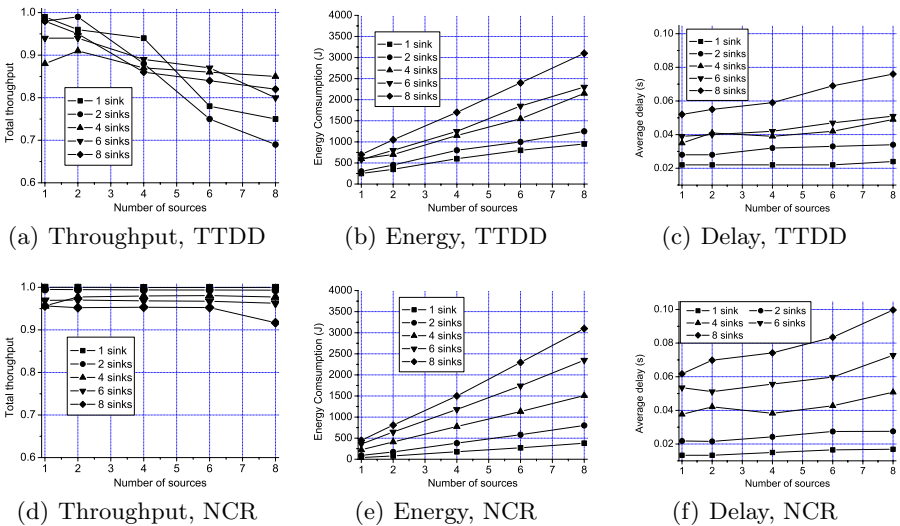 1.0
0.9
0.8
0.7
0.6
Total thoroughput
1 sink
2 sinks
4 sinks
6 sinks
8 sinks
1 2 3 4 5 6 7 8
Number of sources
(a) Throughput, TTDD
4000
3500
3000
2500
2000
1500
1000
500
0
Energy Comsumption (J)
1 sink
2 sinks
4 sinks
6 sinks
8 sinks
1 2 3 4 5 6 7 8
Number of sources
(b) Energy, TTDD
0.10
0.08
0.06
0.04
0.02
Average delay (s)
1 sink
2 sinks
4 sinks
6 sinks
8 sinks
1 2 3 4 5 6 7 8
Number of sources
(c) Delay, TTDD
1.0
0.9
0.8
0.7
0.6
Total thoroughput
1 sink
2 sinks
4 sinks
6 sinks
8 sinks
1 2 3 4 5 6 7 8
Number of sources
(d) Throughput, NCR
4000
3500
3000
2500
2000
1500
1000
500
0
Energy Comsumption (J)
1 sink
2 sinks
4 sinks
6 sinks
8 sinks
1 2 3 4 5 6 7 8
Number of sources
(e) Energy, NCR
0.10
0.08
0.06
0.04
0.02
Average delay (s)
1 sink 2 sinks
4 sinks 6 sinks
8 sinks
1 2 3 4 5 6 7 8
Number of sources
(f) Delay, NCR